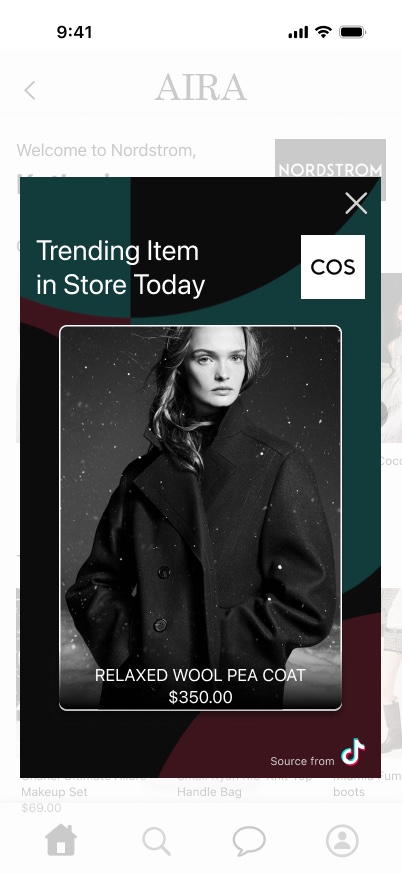 9:41
AIRA
Welcome to Nordstrom,
NORDSTROM
Trending Item
in Store Today
COS
RELAXED WOOL PEA COAT
$350.00
Source from
Makeup Set
$69.00
Handle Bag
boots